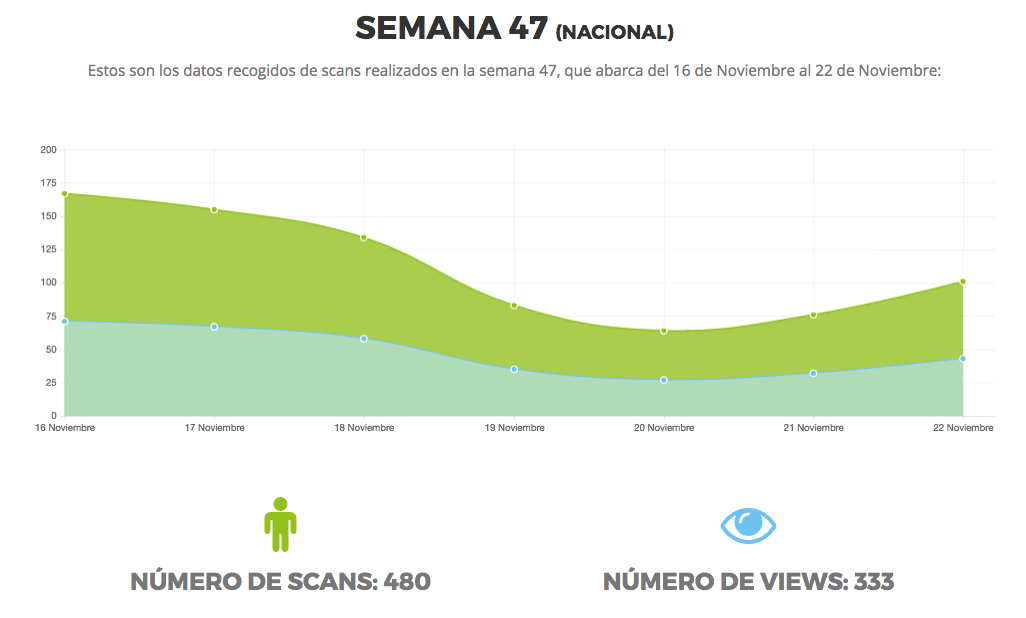 SEMANA 47 (NACIONAL)
Estos son los datos recogidos de scans realizados en la semana 47, que abarca del 16 de Noviembre al 22 de Noviembre:
200
175
150
125
100
75
50
25
0
16 Noviembre 17 Noviembre 18 Noviembre 19 Noviembre 20 Noviembre 21 Noviembre 22 Noviembre
NÚMERO DE SCANS: 480 NÚMERO DE VIEWS: 333